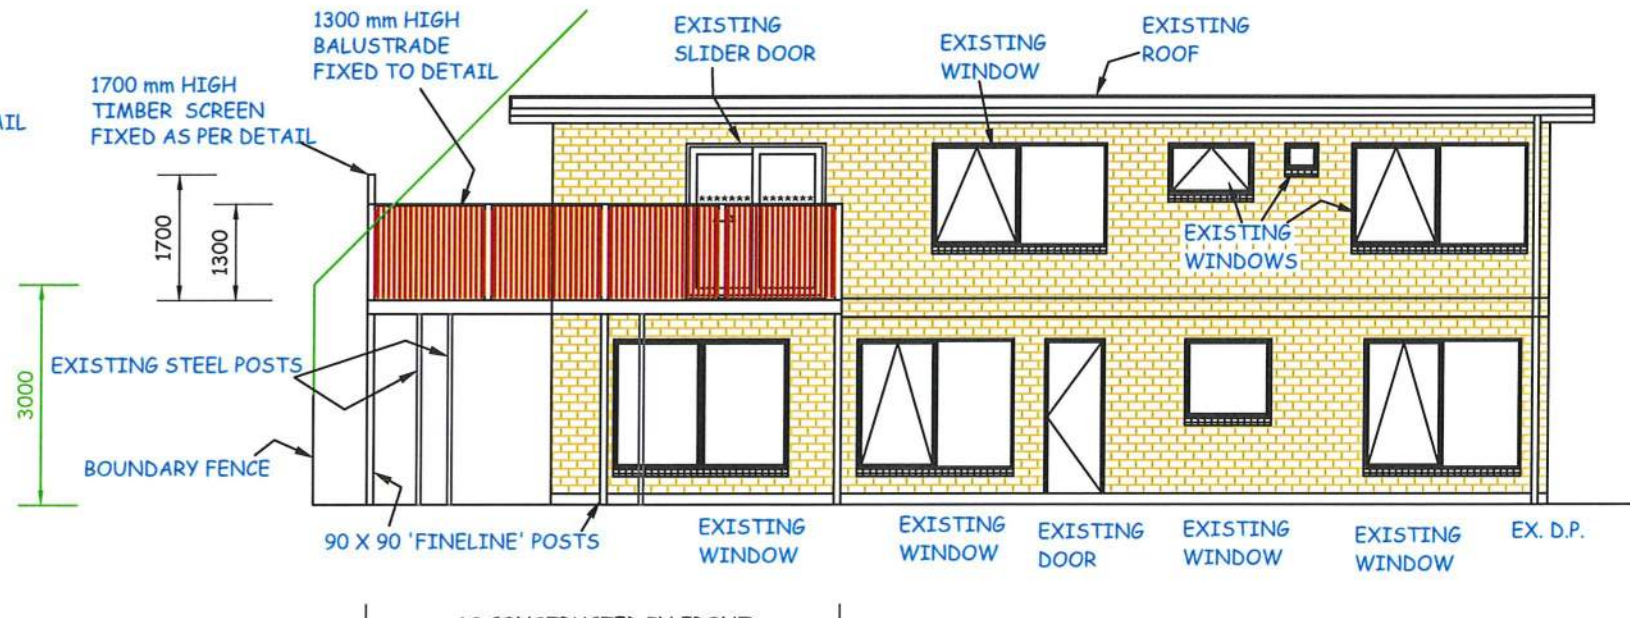 1300 mm HIGH
BALUSTRADE
FIXED TO DETAIL
EXISTING
SLIDER DOOR
EXISTING
WINDOW
EXISTING
ROOF
1700 mm HIGH
TIMBER SCREEN
FIXED AS PER DETAIL
1700
1300
EXISTING
WINDOWS
3000
EXISTING STEEL POSTS
BOUNDARY FENCE
90 X 90 'FINELINE' POSTS
EXISTING
WINDOW
EXISTING
WINDOW
EXISTING
DOOR
EXISTING
WINDOW
EXISTING
WINDOW
EX. D.P.